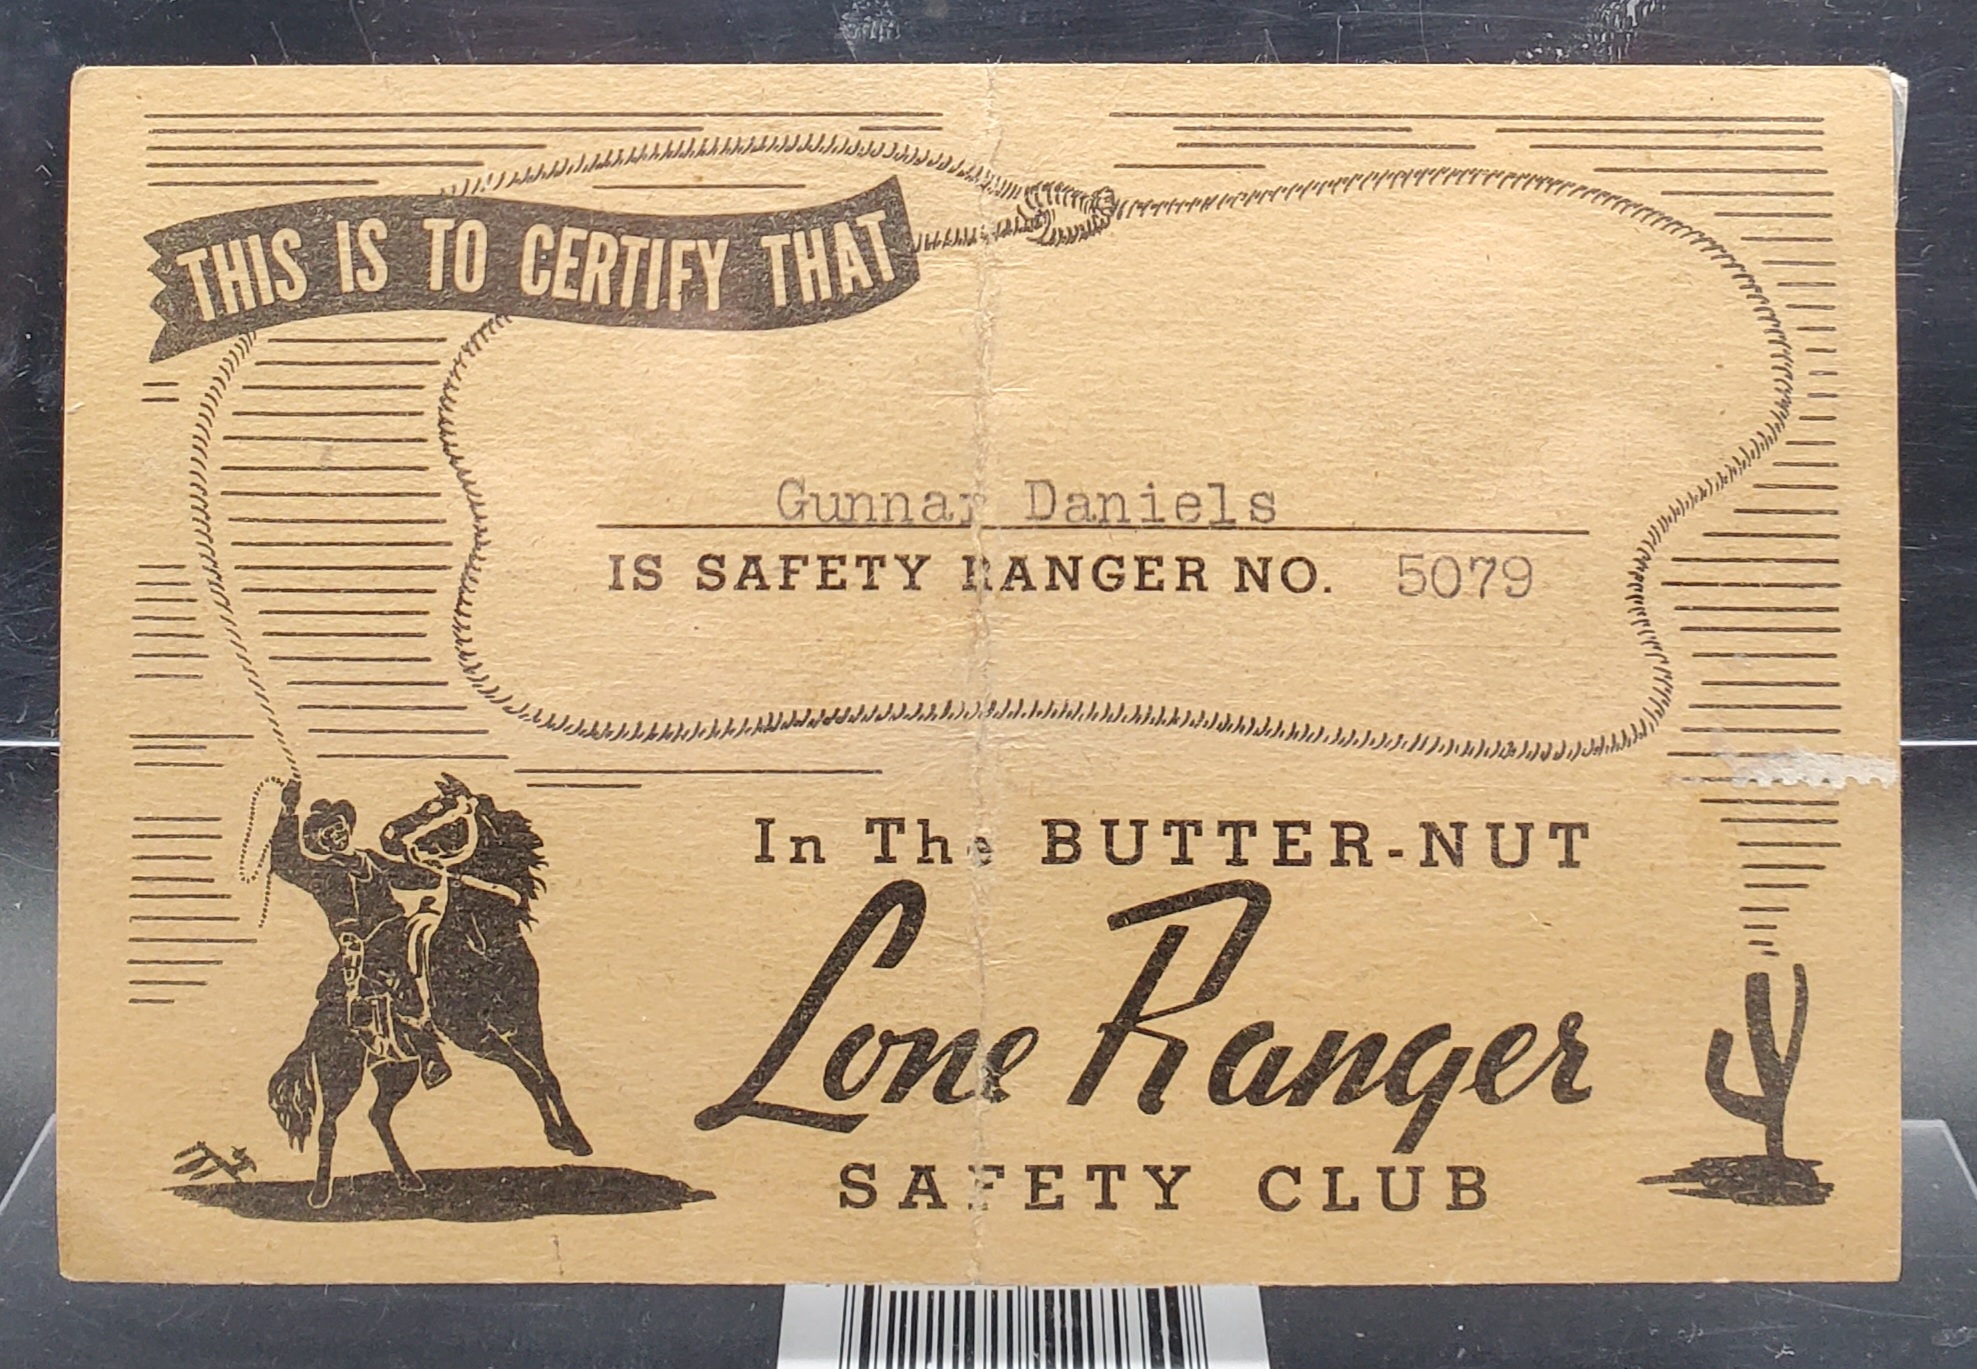 THIS IS TO CERTIFY THAT
Gunnar Daniels
IS SAFETY RANGER NO. 5079
In The BUTTER-NUT
Lone Ranger
SAFETY CLUB